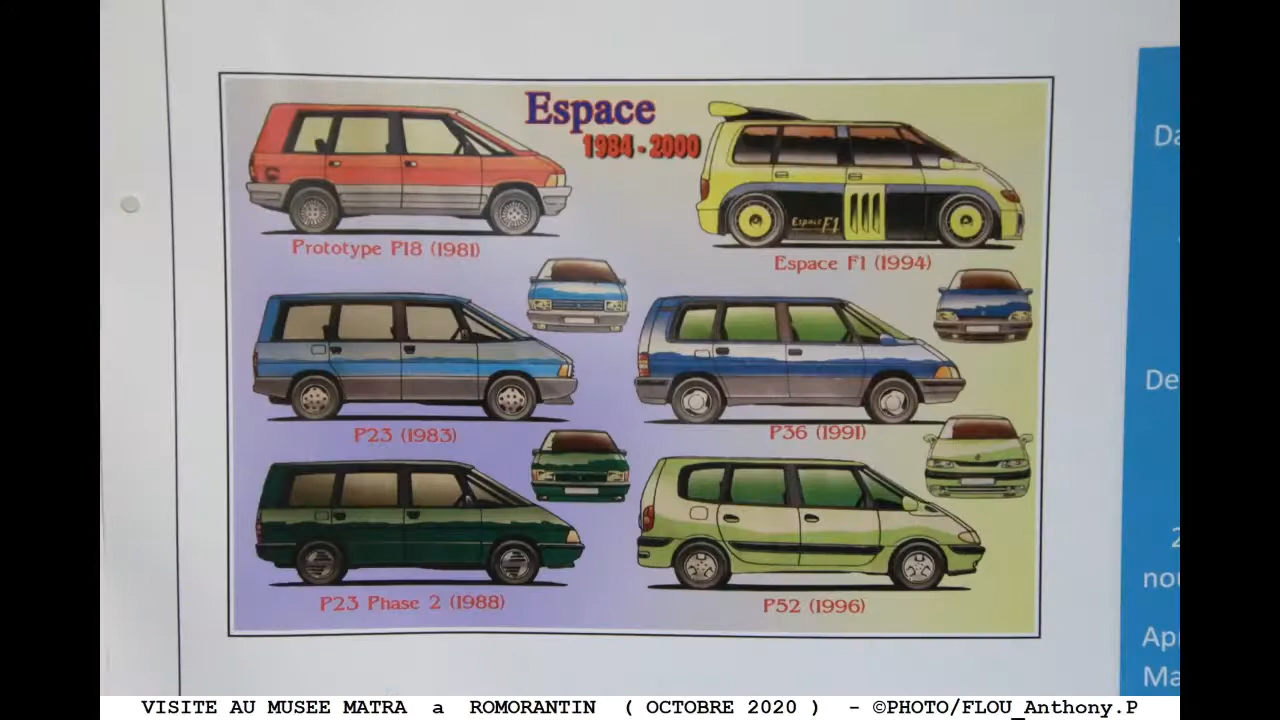 Espace
1984 - 2000
Prototype P18 (1981)
Espace F1
Espace F1 (1994)
P23 (1983)
P36 (1991)
P23 Phase 2 (1988)
P52 (1996)
Da
De
2
nou
Ap
Ma
VISITE AU MUSEE MATRA a ROMORANTIN ( OCTOBRE 2020 ) - ©PHOTO/FLOU_Anthony.P